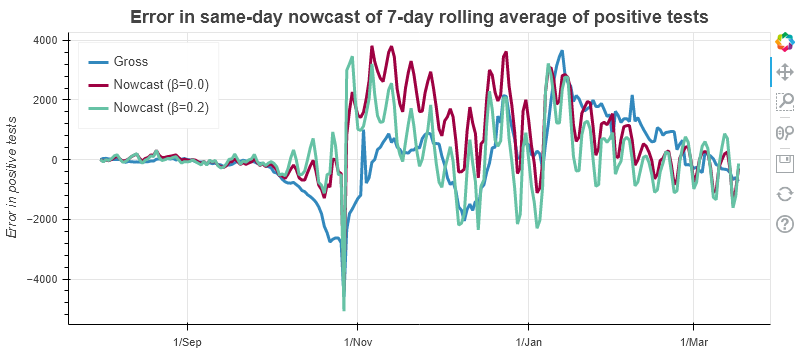 Error in same-day nowcast of 7-day rolling average of positive tests
Error in positive tests
4000
2000
0
−2000
−4000
Gross
Nowcast (β=0.0)
Nowcast (β=0.2)
1/Sep
1/Nov
1/Jan
1/Mar